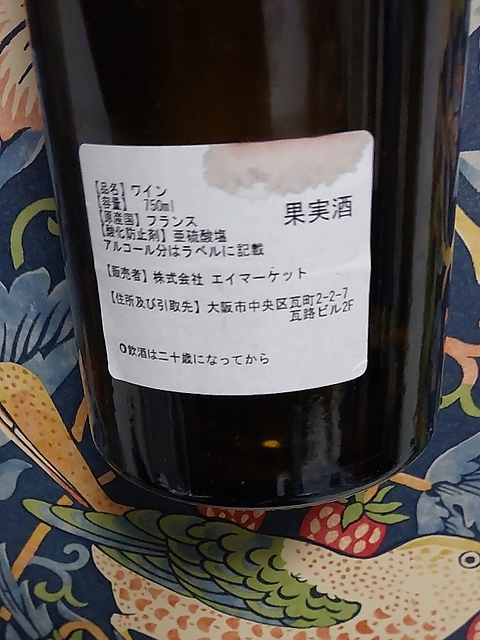 【品名】ワイン
【容量】 750ml
【原産国】フランス
【酸化防止剤】亜硫酸塩
アルコール分はラベルに記載
果実酒
【販売者】株式会社 エイマーケット
【住所及び引取先】大阪市中央区瓦町2-2-7
瓦路ビル2F
○飲酒は二十歳になってから